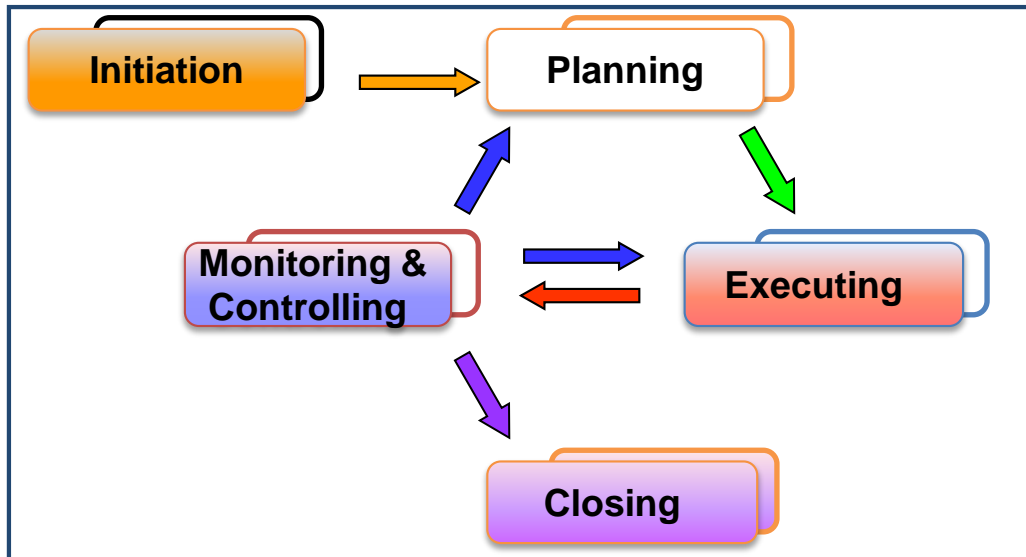 Initiation
Planning
Monitoring &
Controlling
Executing
Closing